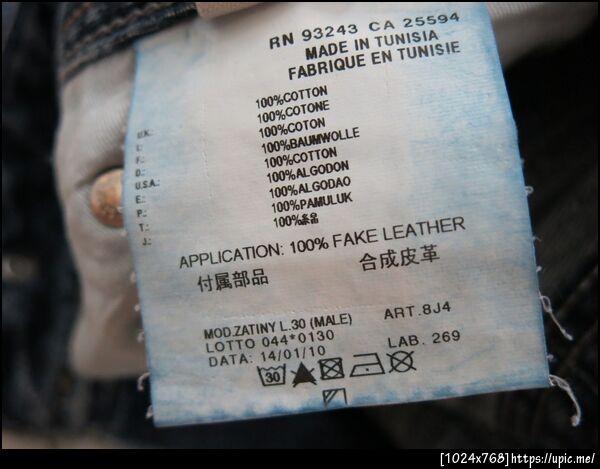 RN 93243 CA 25594
MADE IN TUNISIA
FABRIQUE EN TUNISIE
UK: 100%COTTON
I: 100%COTONE
F: 100%COTON
D: 100%BAUMWOLLE
U.S.A.: 100%COTTON
E: 100%ALGODON
P: 100%ALGODAO
T: 100%PAMULUK
J: 100%綿
APPLICATION: 100% FAKE LEATHER
付属部品 合成皮革
MOD.ZATINY L.30 (MALE) ART.8J4
LOTTO 044*0130
DATA: 14/01/10 LAB. 269
30
[1024x768]https://upic.me/